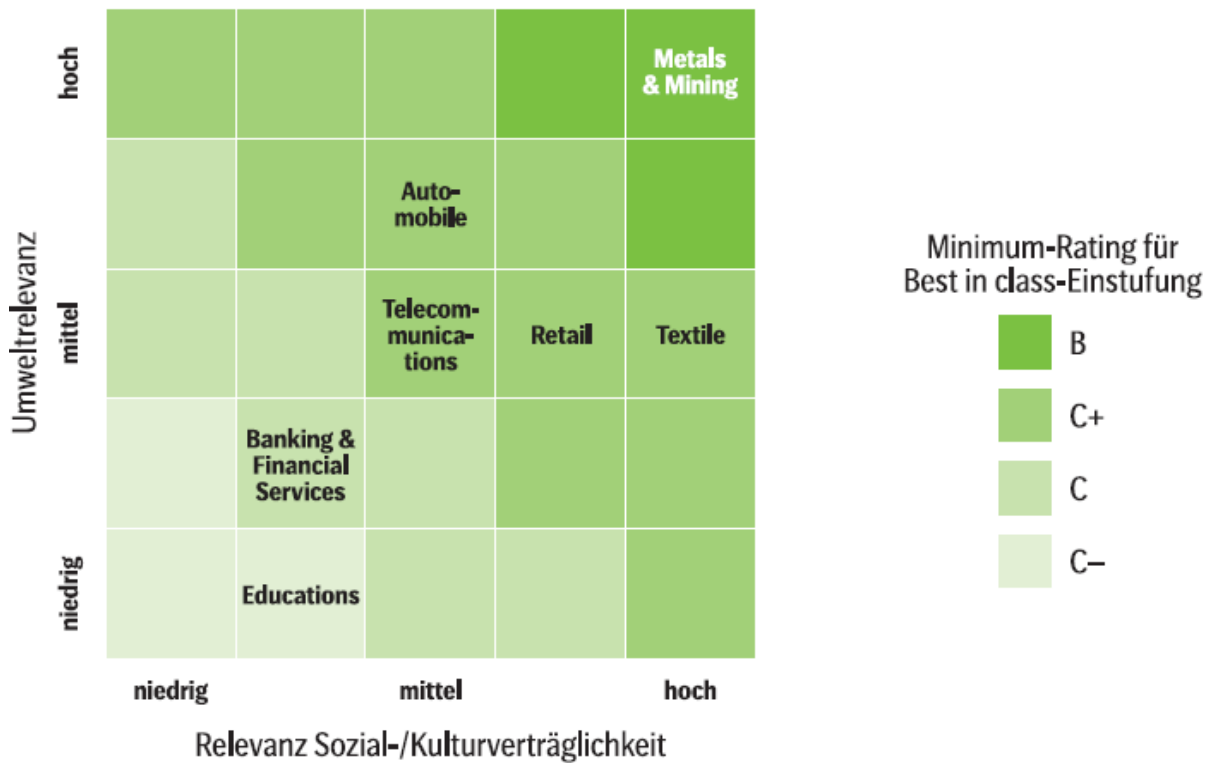 hoch
Metals
& Mining
Auto-
mobile
Umweltrelevanz
mittel
Telecom-
munica-
tions
Retail
Textile
Banking &
Financial
Services
niedrig
Educations
niedrig
mittel
hoch
Relevanz Sozial-/Kulturverträglichkeit
Minimum-Rating für
Best in class-Einstufung
B
C+
C
C–